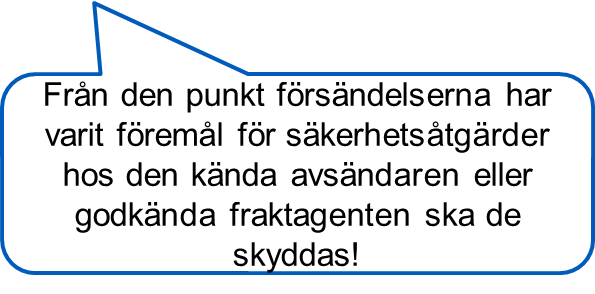 Från den punkt försändelserna har
varit föremål för säkerhetsåtgärder
hos den kända avsändaren eller
godkända fraktagenten ska de
skyddas!